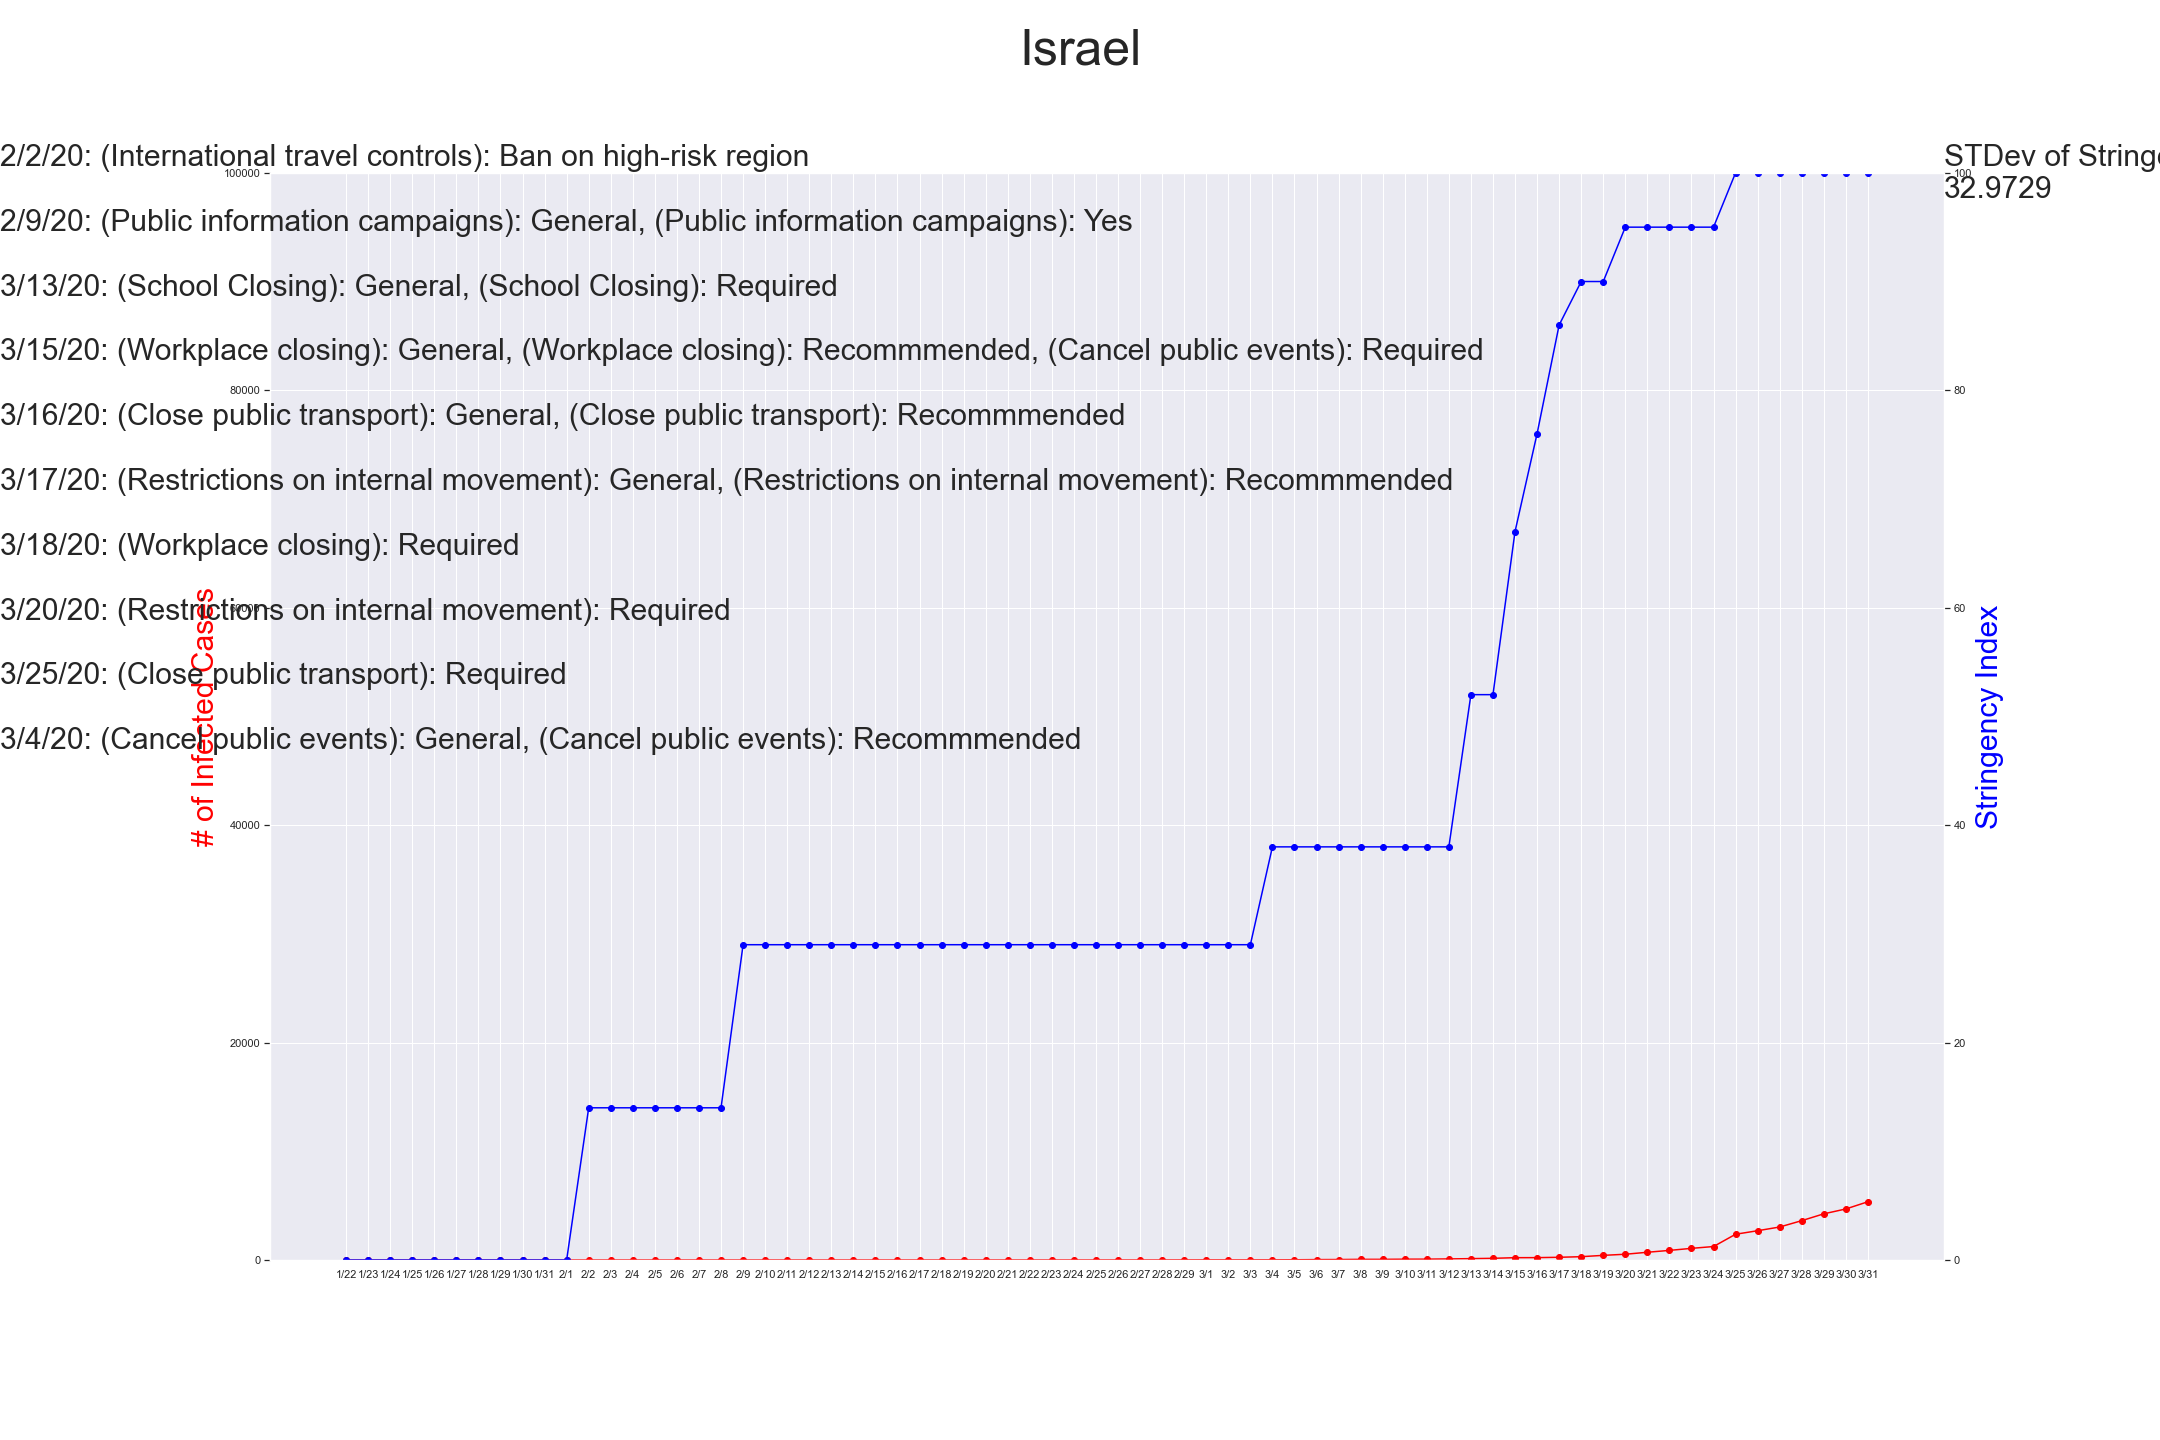 Israel
2/2/20: (International travel controls): Ban on high-risk region
STDev of Stringe
32.9729
2/9/20: (Public information campaigns): General, (Public information campaigns): Yes
3/13/20: (School Closing): General, (School Closing): Required
3/15/20: (Workplace closing): General, (Workplace closing): Recommmended, (Cancel public events): Required
3/16/20: (Close public transport): General, (Close public transport): Recommmended
3/17/20: (Restrictions on internal movement): General, (Restrictions on internal movement): Recommmended
3/18/20: (Workplace closing): Required
3/20/20: (Restrictions on internal movement): Required
3/25/20: (Close public transport): Required
3/4/20: (Cancel public events): General, (Cancel public events): Recommmended
# of Infected Cases
100000
80000
60000
40000
20000
0
Stringency Index
100
80
60
40
20
0
1/22 1/23 1/24 1/25 1/26 1/27 1/28 1/29 1/30 1/31 2/1 2/2 2/3 2/4 2/5 2/6 2/7 2/8 2/9 2/10 2/11 2/12 2/13 2/14 2/15 2/16 2/17 2/18 2/19 2/20 2/21 2/22 2/23 2/24 2/25 2/26 2/27 2/28 2/29 3/1 3/2 3/3 3/4 3/5 3/6 3/7 3/8 3/9 3/10 3/11 3/12 3/13 3/14 3/15 3/16 3/17 3/18 3/19 3/20 3/21 3/22 3/23 3/24 3/25 3/26 3/27 3/28 3/29 3/30 3/31